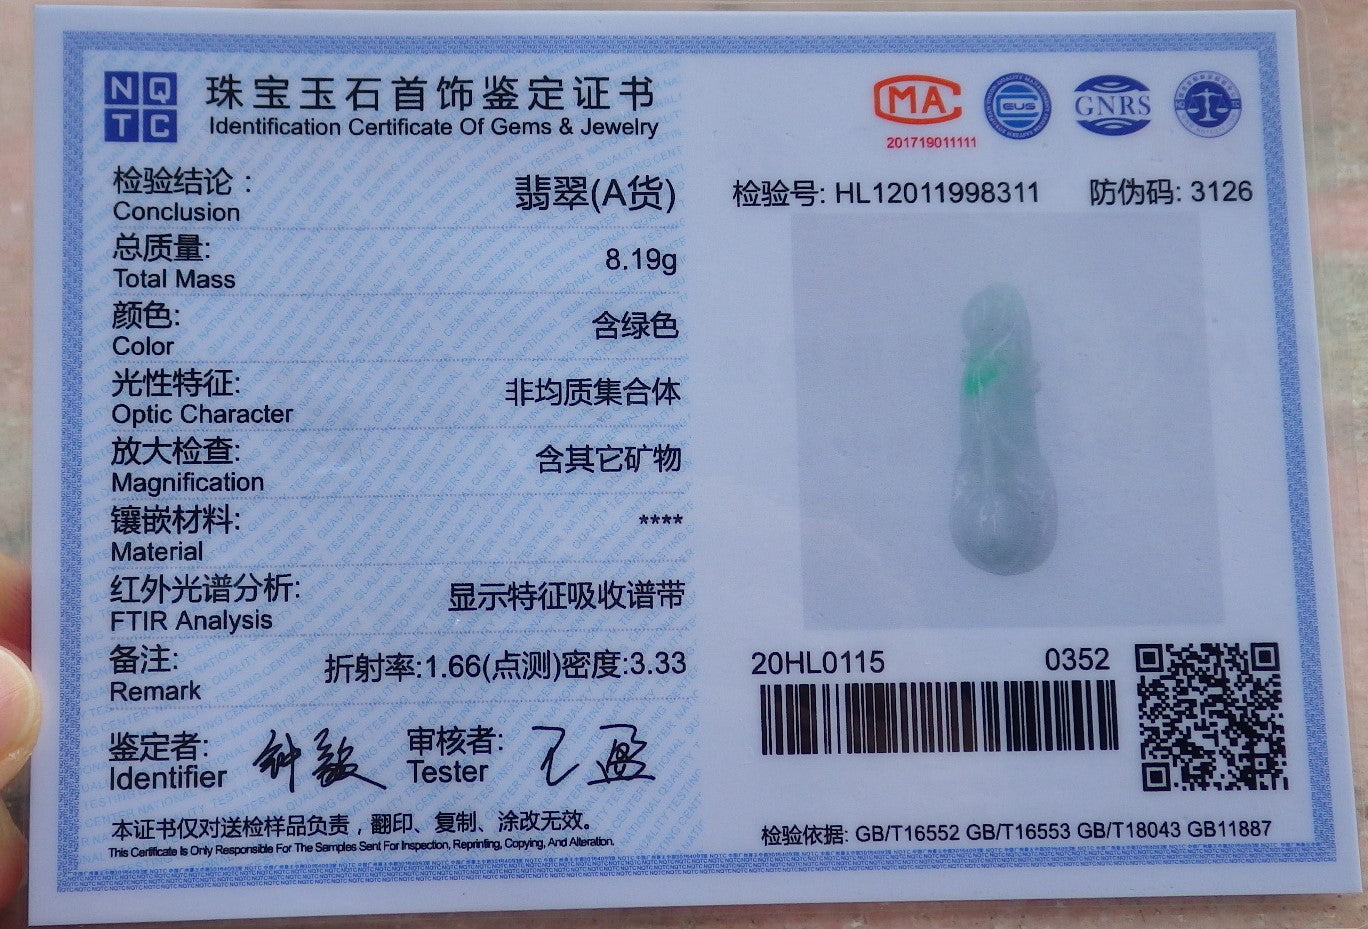 NQTC
珠宝玉石首饰鉴定证书
Identification Certificate Of Gems & Jewelry
检验结论：
Conclusion
翡翠(A货)
总质量:
Total Mass
8.19g
颜色:
Color
含绿色
光性特征:
Optic Character
非均质集合体
放大检查:
Magnification
含其它矿物
镶嵌材料:
Material
****
红外光谱分析:
FTIR Analysis
显示特征吸收谱带
备注:
Remark
折射率:1.66(点测)密度:3.33
鉴定者:
Identifier
审核者:
Tester
王盈
本证书仅对送检样品负责，翻印、复制、涂改无效。
This Certificate Is Only Responsible For The Samples Sent For Inspection, Reprinting, Copying, And Alteration.
MA
201719011111
GNRS
检验号: HL12011998311
防伪码: 3126
20HL0115
0352
检验依据: GB/T16552 GB/T16553 GB/T18043 GB11887